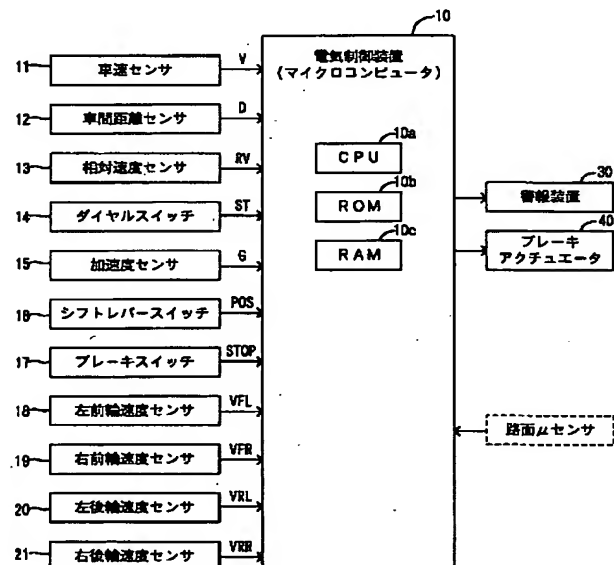 10
電気制御装置
(マイクロコンピュータ)
11 車速センサ V
12 車間距離センサ D
13 相対速度センサ RV
14 ダイヤルスイッチ ST
15 加速度センサ G
16 シフトレバースイッチ POS
17 ブレーキスイッチ STOP
18 左前輪速度センサ VFL
19 右前輪速度センサ VFR
20 左後輪速度センサ VRL
21 右後輪速度センサ VRR
10a
CPU
10b
ROM
10c
RAM
30
警報装置
40
ブレーキ
アクチュエータ
路面μセンサ